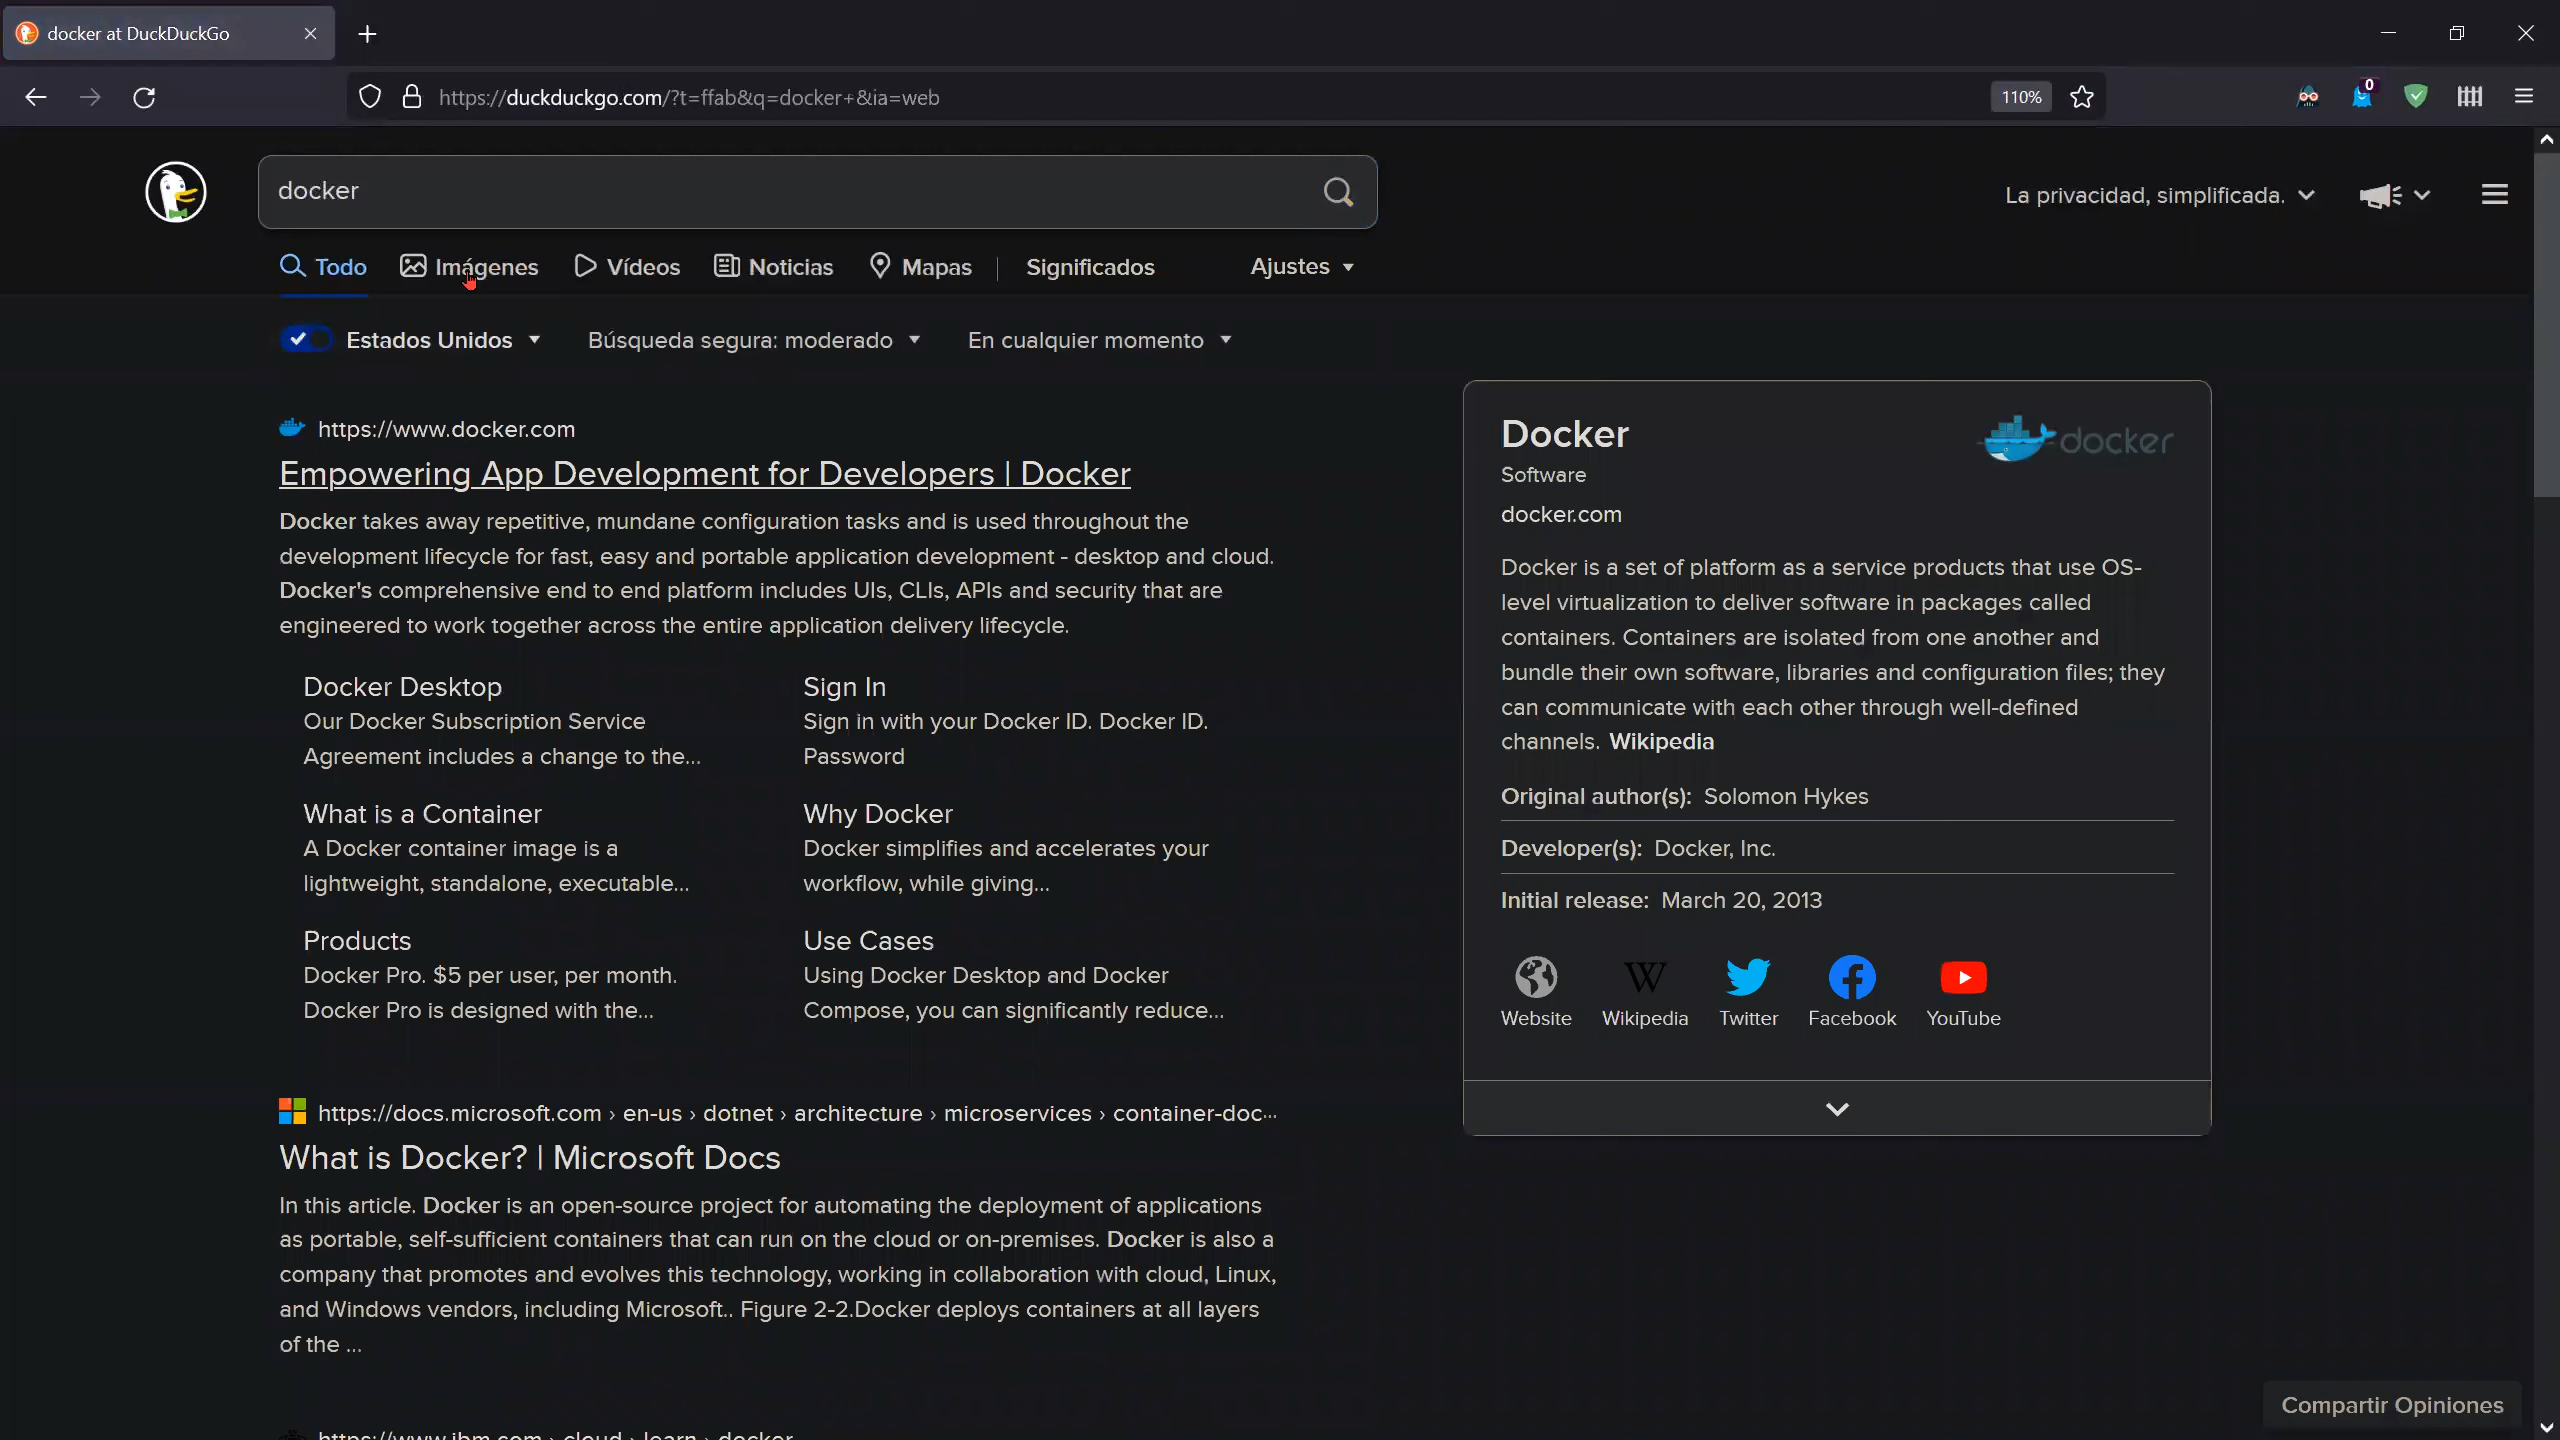 docker at DuckDuckGo
https://duckduckgo.com/?t=ffab&q=docker+&ia=web
110%
0
docker
La privacidad, simplificada.
Todo
Imágenes
Vídeos
Noticias
Mapas
Significados
Ajustes
Estados Unidos
Búsqueda segura: moderado
En cualquier momento
https://www.docker.com
Empowering App Development for Developers | Docker
Docker takes away repetitive, mundane configuration tasks and is used throughout the
development lifecycle for fast, easy and portable application development - desktop and cloud.
Docker's comprehensive end to end platform includes UIs, CLIs, APIs and security that are
engineered to work together across the entire application delivery lifecycle.
Docker Desktop
Our Docker Subscription Service
Agreement includes a change to the...
Sign In
Sign in with your Docker ID. Docker ID.
Password
What is a Container
A Docker container image is a
lightweight, standalone, executable...
Why Docker
Docker simplifies and accelerates your
workflow, while giving...
Products
Docker Pro. $5 per user, per month.
Docker Pro is designed with the...
Use Cases
Using Docker Desktop and Docker
Compose, you can significantly reduce...
https://docs.microsoft.com › en-us › dotnet › architecture › microservices › container-doc...
What is Docker? | Microsoft Docs
In this article. Docker is an open-source project for automating the deployment of applications
as portable, self-sufficient containers that can run on the cloud or on-premises. Docker is also a
company that promotes and evolves this technology, working in collaboration with cloud, Linux,
and Windows vendors, including Microsoft.. Figure 2-2.Docker deploys containers at all layers
of the ...
https://www.ibm.com › cloud › learn › docker
Docker
docker
Software
docker.com
Docker is a set of platform as a service products that use OS-
level virtualization to deliver software in packages called
containers. Containers are isolated from one another and
bundle their own software, libraries and configuration files; they
can communicate with each other through well-defined
channels. Wikipedia
Original author(s): Solomon Hykes
Developer(s): Docker, Inc.
Initial release: March 20, 2013
W
Website
Wikipedia
Twitter
Facebook
YouTube
Compartir Opiniones